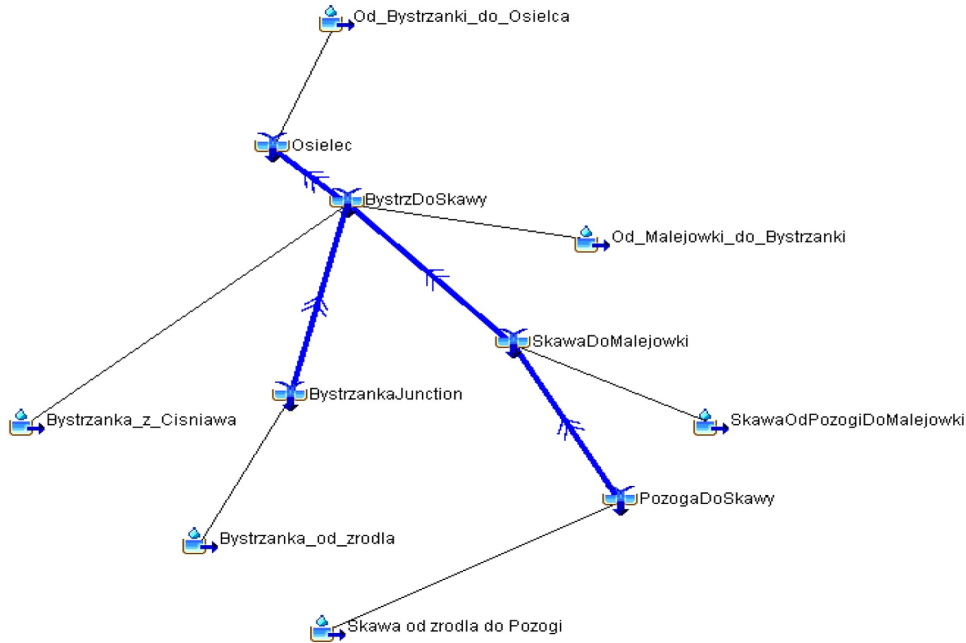 Od_Bystrzanki_do_Osielca
Osielec
BystrzDoSkawy
Od_Malejowki_do_Bystrzanki
SkawaDoMalejowki
BystrzankaJunction
Bystrzanka_z_Cisniawa
SkawaOdPozogiDoMalejowki
PozogaDoSkawy
Bystrzanka_od_zrodla
Skawa od zrodla do Pozogi